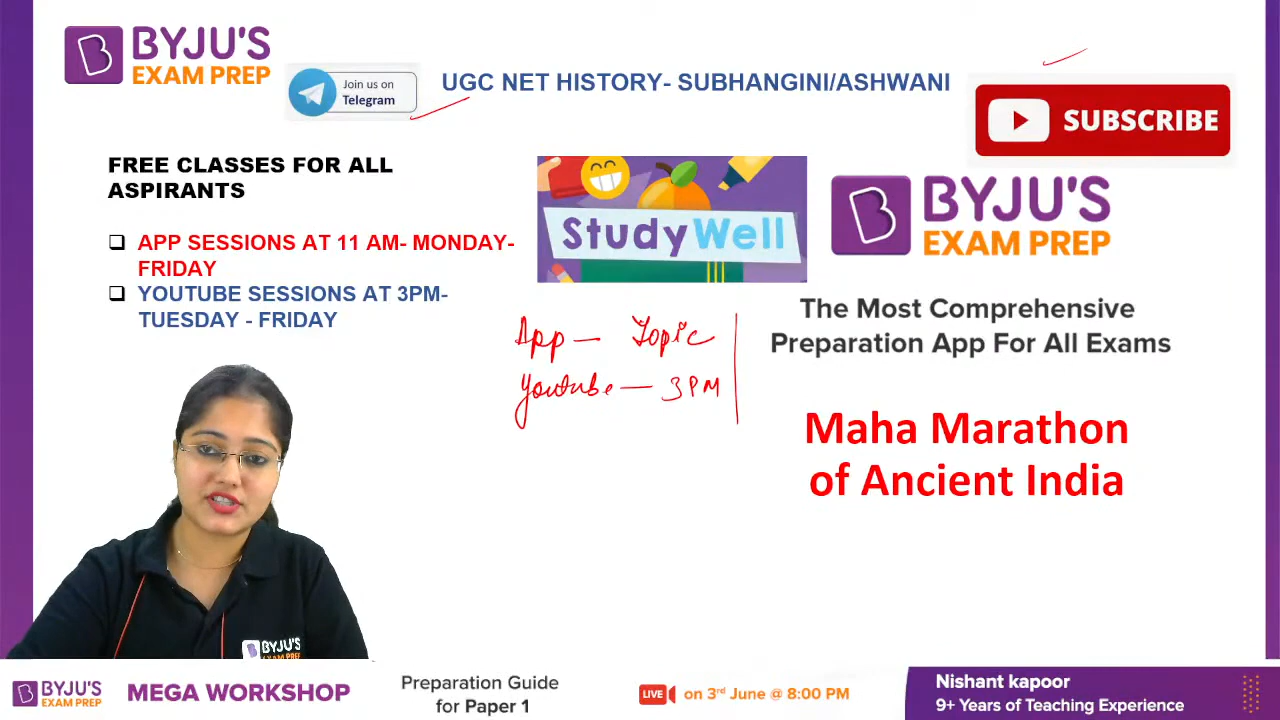 BYJU'S
EXAM PREP
Join us on
Telegram
UGC NET HISTORY- SUBHANGINI/ASHWANI
SUBSCRIBE
FREE CLASSES FOR ALL
ASPIRANTS
APP SESSIONS AT 11 AM- MONDAY-
FRIDAY
YOUTUBE SESSIONS AT 3PM-
TUESDAY - FRIDAY
StudyWell
BYJU'S
EXAM PREP
The Most Comprehensive
Preparation App For All Exams
App — Topic
Youtube — 3PM
Maha Marathon
of Ancient India
BYJU'S
EXAM PREP
BYJU'S
EXAM PREP
MEGA WORKSHOP
Preparation Guide
for Paper 1
LIVE
on 3rd June @ 8:00 PM
Nishant kapoor
9+ Years of Teaching Experience